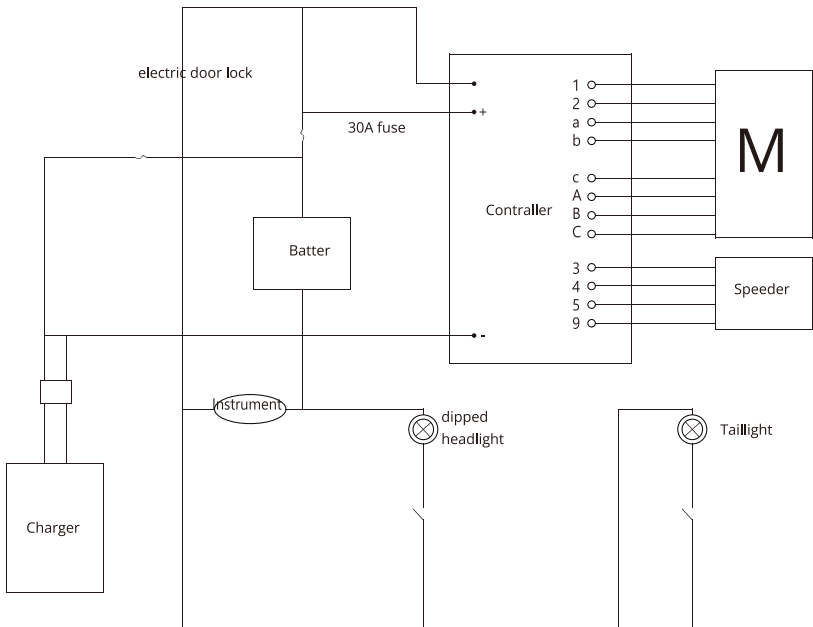 electric door lock
+
30A fuse
1
2
a
b
M
c
A
Contraller
B
C
Batter
3
4
Speeder
5
9
-
Instrument
dipped
headlight
Taillight
Charger